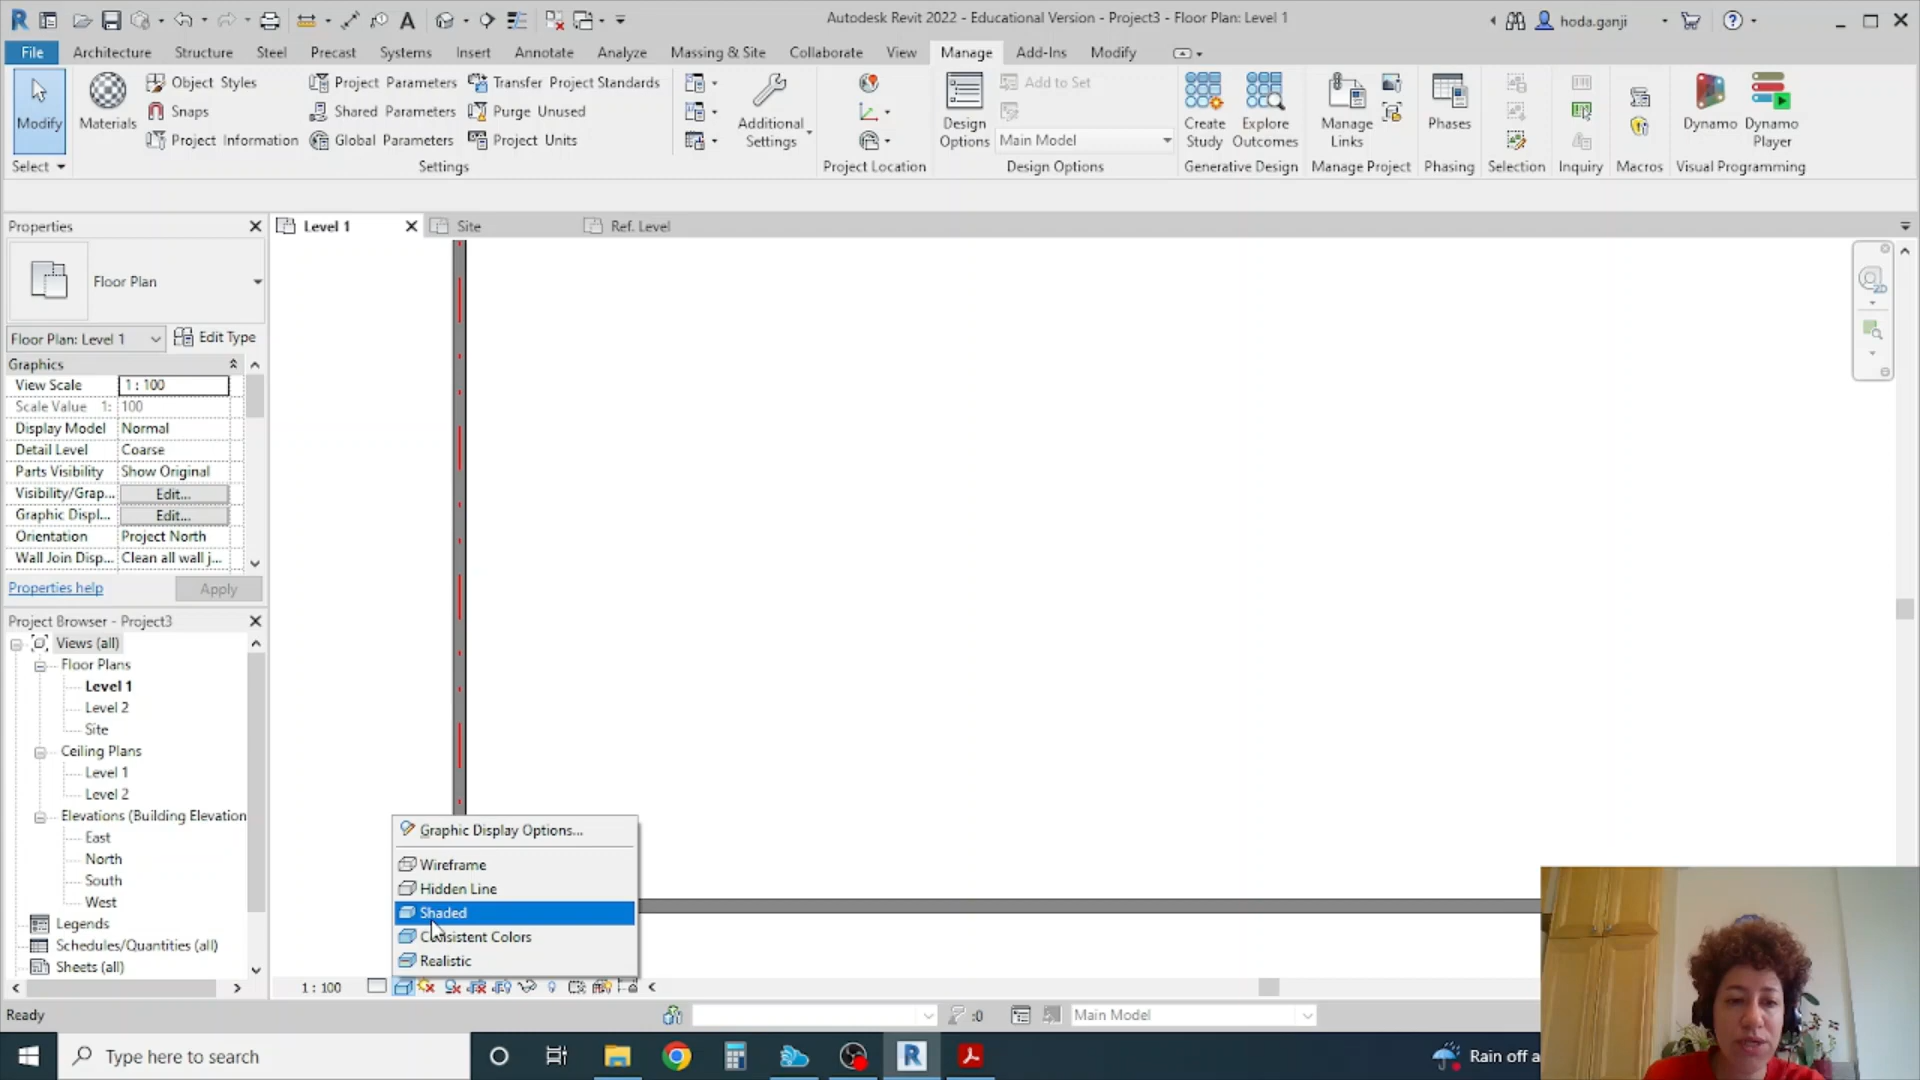 Autodesk Revit 2022 - Educational Version - Project3 - Floor Plan: Level 1
hoda.ganji
File Architecture Structure Steel Precast Systems Insert Annotate Analyze Massing & Site Collaborate View Manage Add-Ins Modify
Modify
Materials
Object Styles
Snaps
Project Information
Project Parameters
Shared Parameters
Global Parameters
Transfer Project Standards
Purge Unused
Project Units
Additional
Settings
Design
Options
Add to Set
Main Model
Create
Study
Explore
Outcomes
Manage
Links
Phases
Dynamo
Dynamo
Player
Select Settings Project Location Design Options Generative Design Manage Project Phasing Selection Inquiry Macros Visual Programming
Properties
Level 1 Site Ref. Level
Floor Plan
Floor Plan: Level 1 Edit Type
Graphics
View Scale 1 : 100
Scale Value 1: 100
Display Model Normal
Detail Level Coarse
Parts Visibility Show Original
Visibility/Grap... Edit...
Graphic Displ... Edit...
Orientation Project North
Wall Join Disp... Clean all wall j...
Properties help Apply
Project Browser - Project3
Views (all)
Floor Plans
Level 1
Level 2
Site
Ceiling Plans
Level 1
Level 2
Elevations (Building Elevation
East
North
South
West
Legends
Schedules/Quantities (all)
Sheets (all)
Graphic Display Options...
Wireframe
Hidden Line
Shaded
Consistent Colors
Realistic
1 : 100
Ready
:0
Main Model
Type here to search
Rain off a
2D